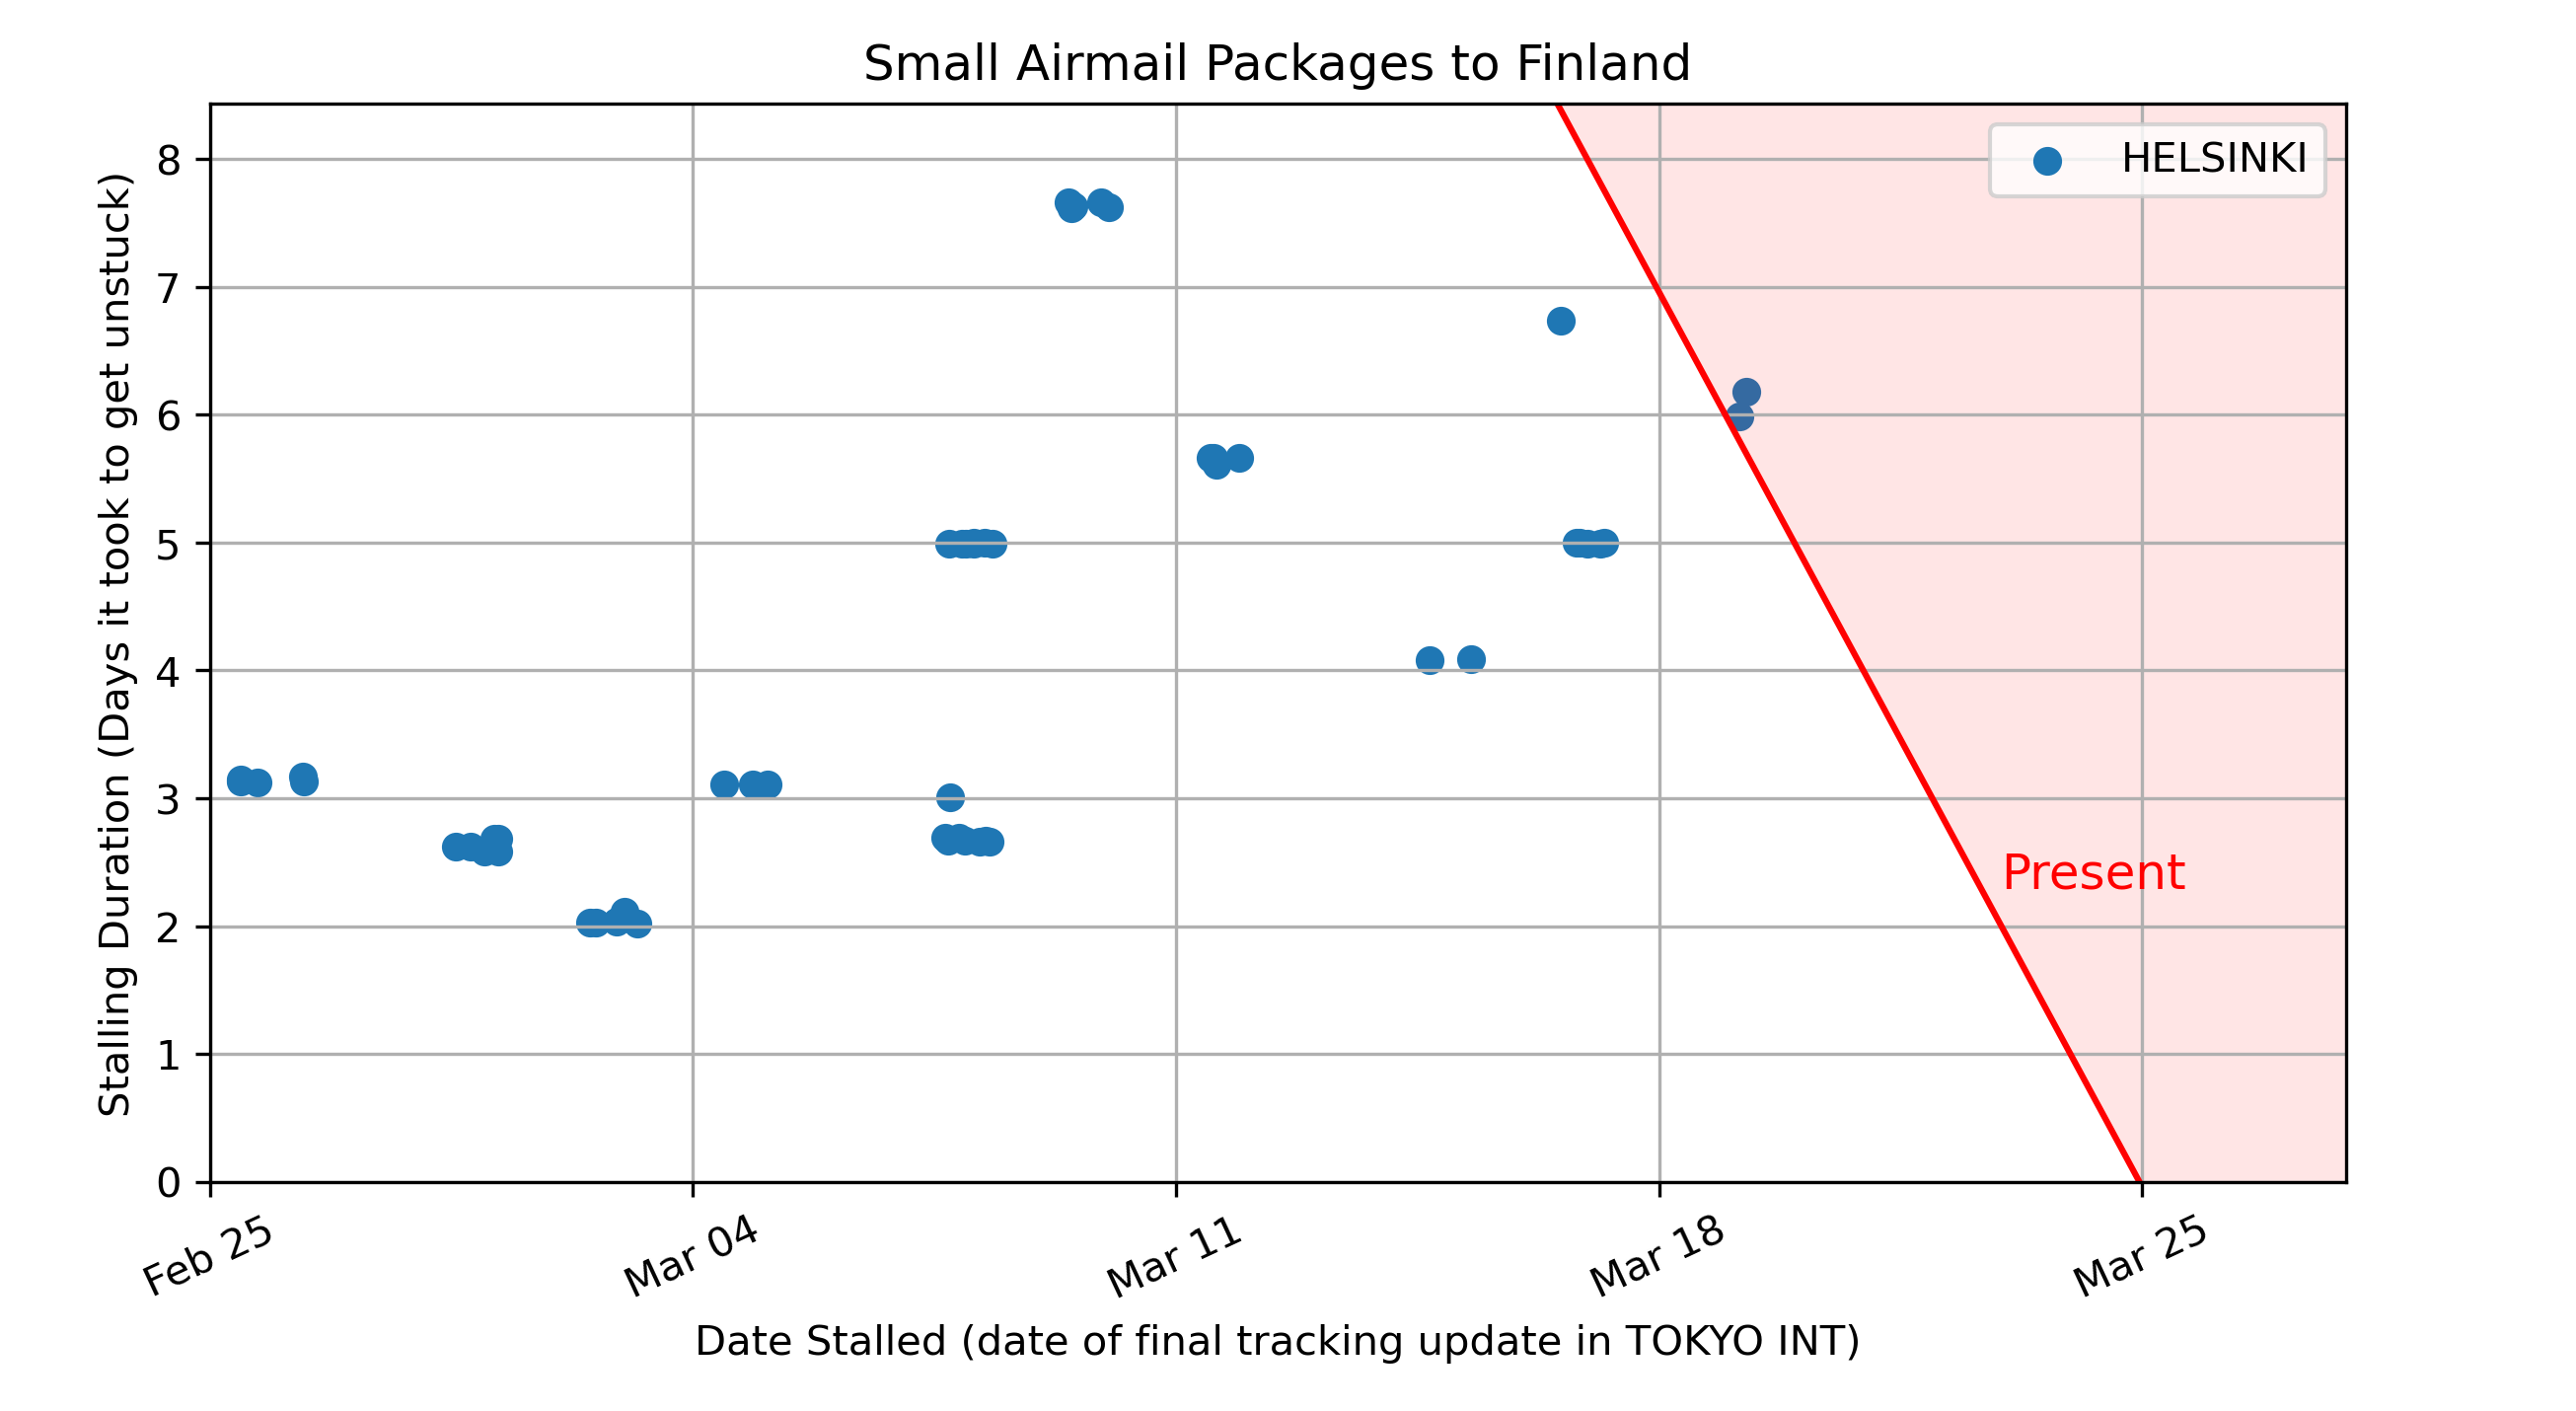 Small Airmail Packages to Finland
HELSINKI
Stalling Duration (Days it took to get unstuck)
8
7
6
5
4
3
2
1
0
Present
Feb 25
Mar 04
Mar 11
Mar 18
Mar 25
Date Stalled (date of final tracking update in TOKYO INT)